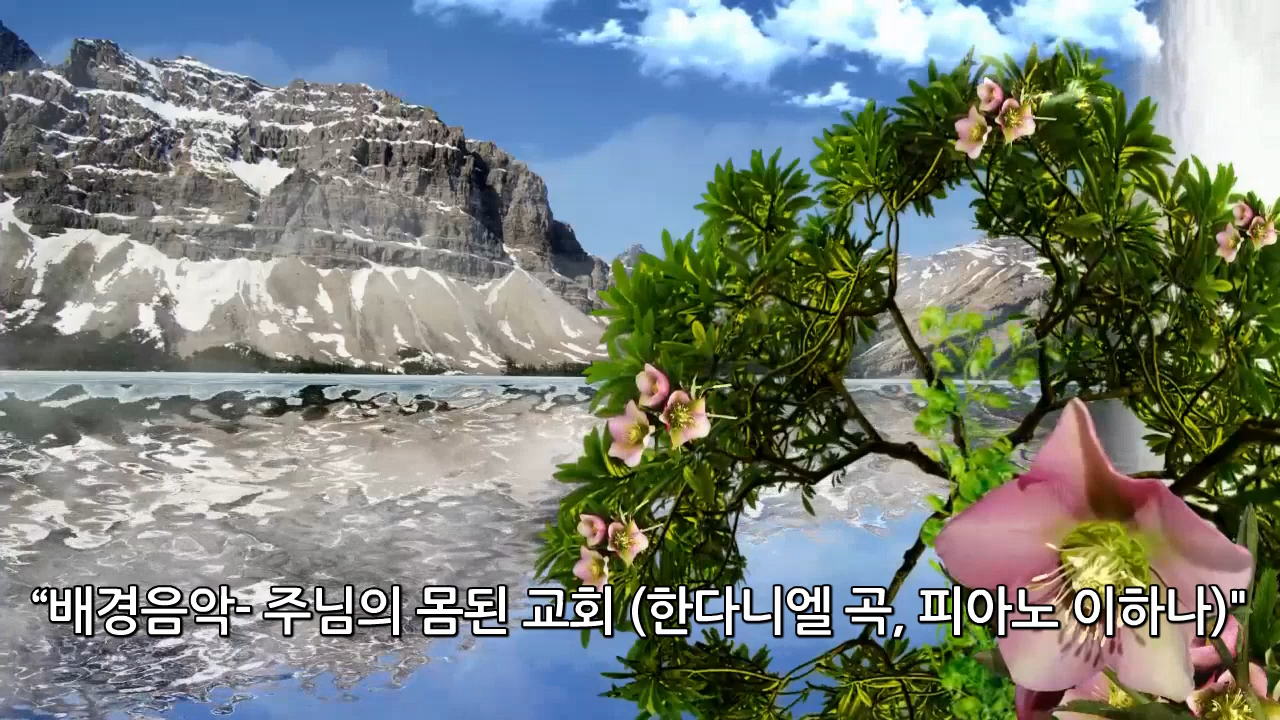 “배경음악- 주님의 몸된 교회 (한다니엘 곡, 피아노 이하나)"